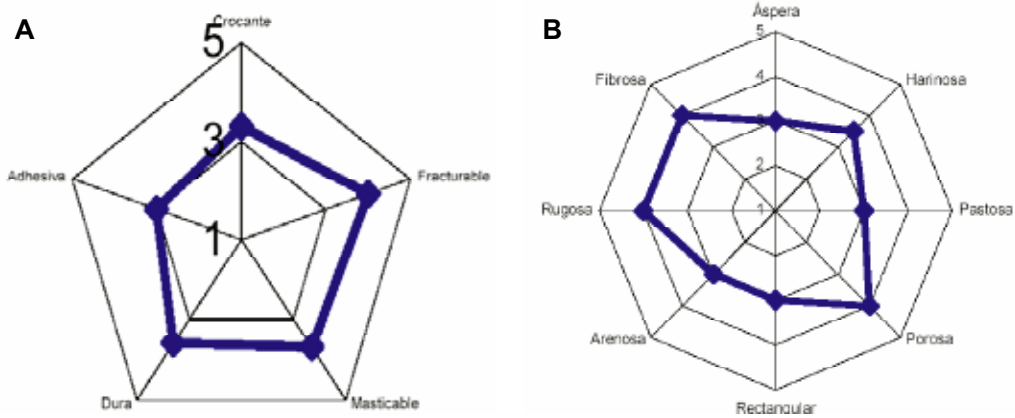 A
Crocante
5
3
1
Adhesiva
Fracturable
Dura
Masticable
B
Áspera
5
4
3
2
1
Fibrosa
Harinosa
Rugosa
Pastosa
Arenosa
Porosa
Rectangular